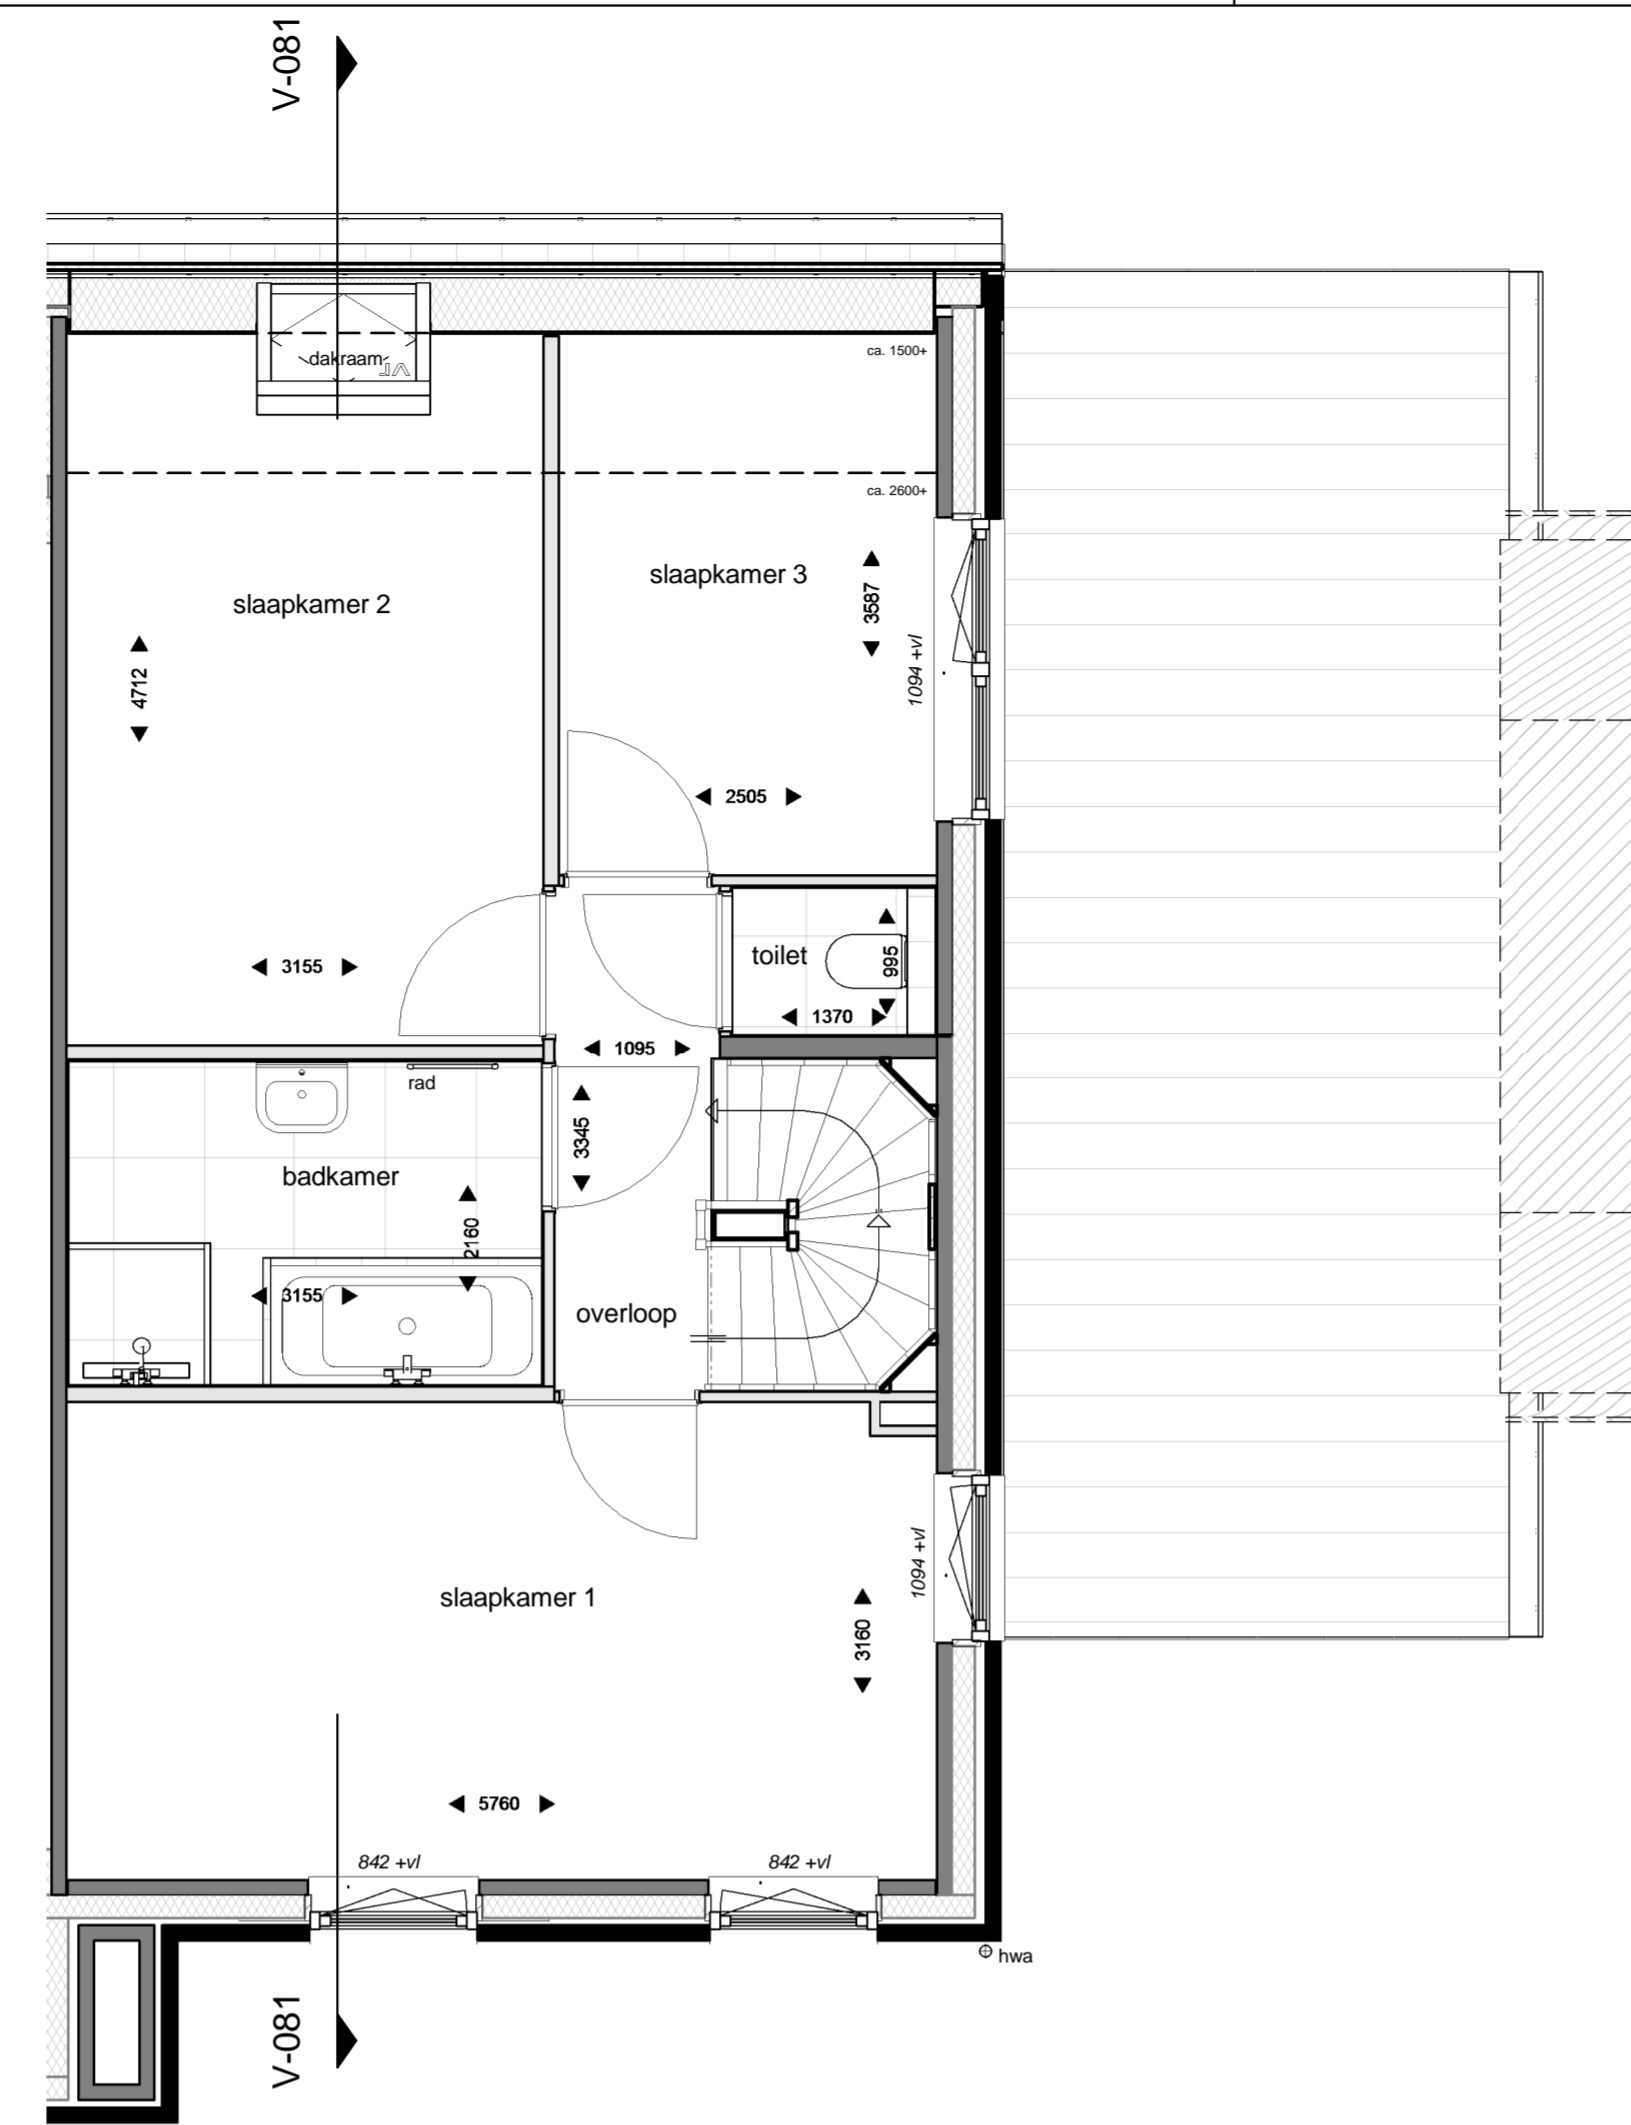 V-081
dakraam
vr
ca. 1500+
ca. 2600+
slaapkamer 3
slaapkamer 2
3587
4712
1094 +vl
2505
toilet
995
3155
1370
1095
rad
3345
badkamer
2160
3155
overloop
slaapkamer 1
1094 +vl
3160
5760
842 +vl
842 +vl
hwa
V-081